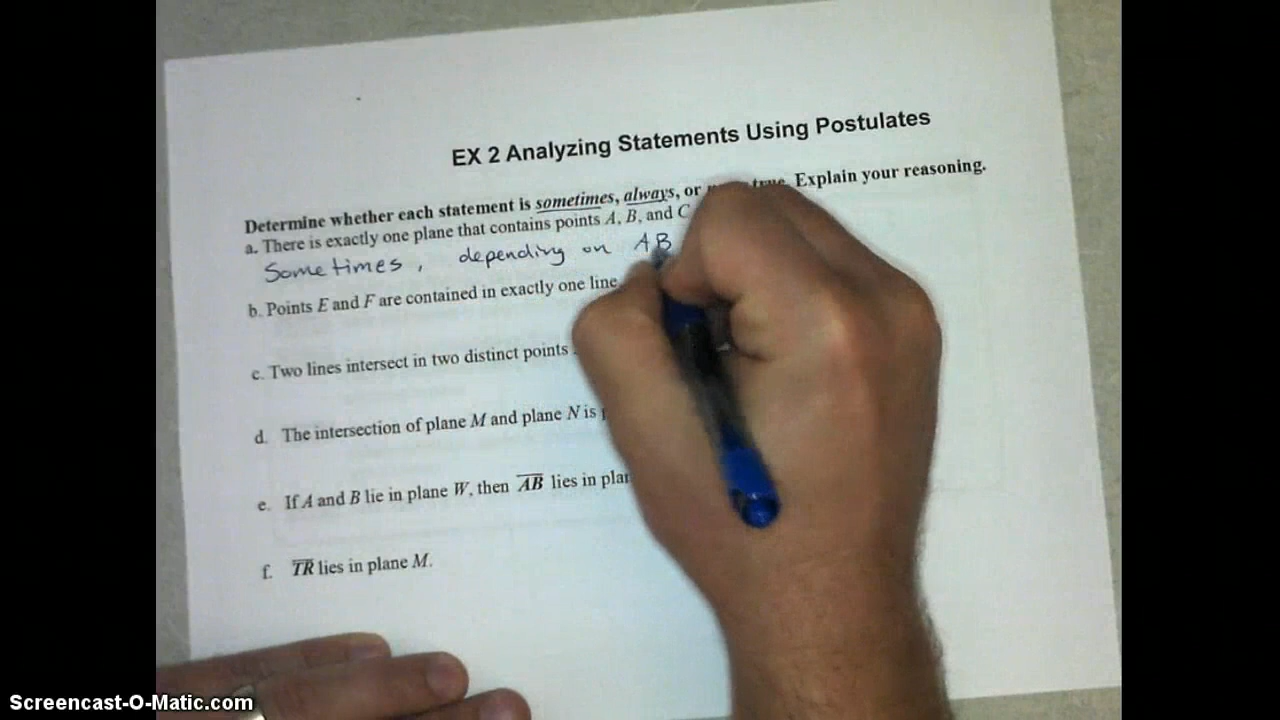 EX 2 Analyzing Statements Using Postulates
Determine whether each statement is sometimes, always, or true. Explain your reasoning.
a. There is exactly one plane that contains points A, B, and C
Sometimes, depending on AB
b. Points E and F are contained in exactly one line
c. Two lines intersect in two distinct points
d. The intersection of plane M and plane N is
e. If A and B lie in plane W, then AB lies in
f. TR lies in plane M.
Screencast-O-Matic.com